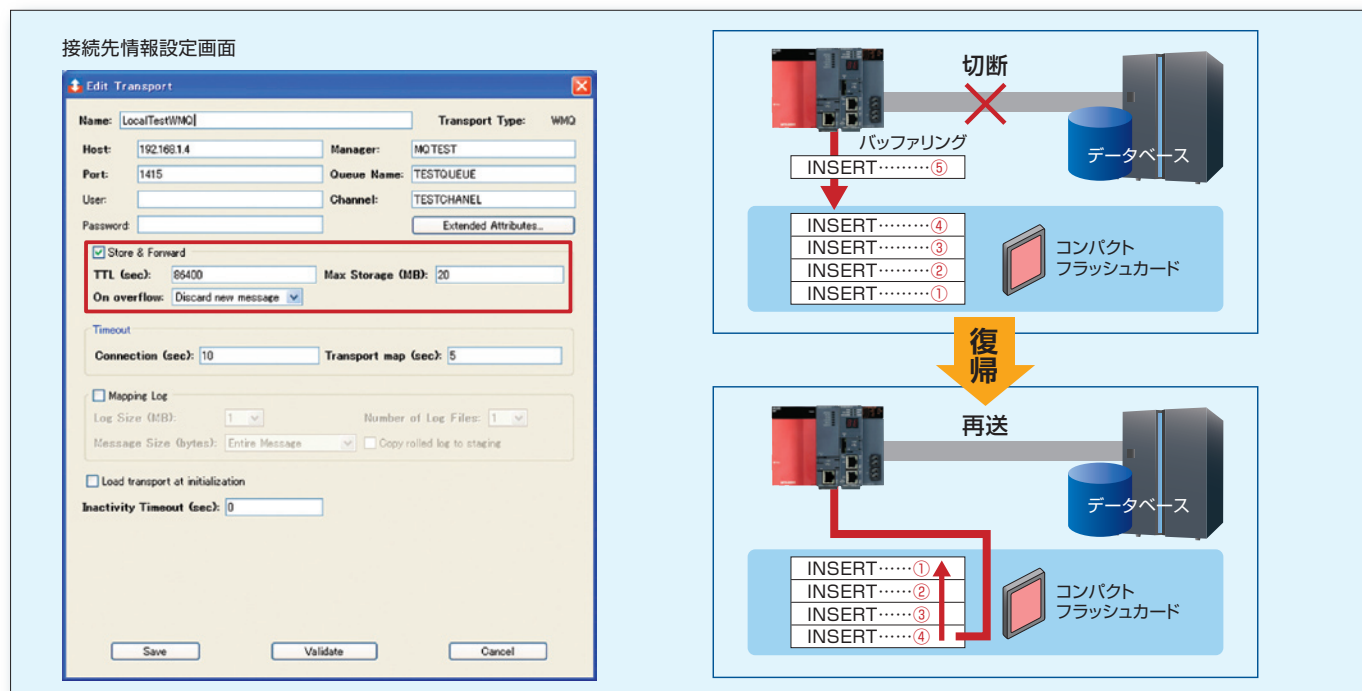 接続先情報設定画面
Edit Transport
Name: LocalTestWMQ Transport Type: WMQ
Host: 192.168.1.4 Manager: MQTEST
Port: 1415 Queue Name: TESTQUEUE
User: Channel: TESTCHANEL
Password: Extended Attributes...
Store & Forward
TTL (sec): 86400 Max Storage (MB): 20
On overflow: Discard new message
Timeout
Connection (sec): 10 Transport map (sec): 5
Mapping Log
Log Size (MB): 1 Number of Log Files: 1
Message Size (bytes): Entire Message Copy rolled log to staging
Load transport at initialization
Inactivity Timeout (sec): 0
Save Validate Cancel
切断
バッファリング
データベース
INSERT………⑤
INSERT………④
INSERT………③
INSERT………②
INSERT………①
コンパクト
フラッシュカード
復帰
再送
データベース
INSERT……①
INSERT……②
INSERT……③
INSERT……④
コンパクト
フラッシュカード